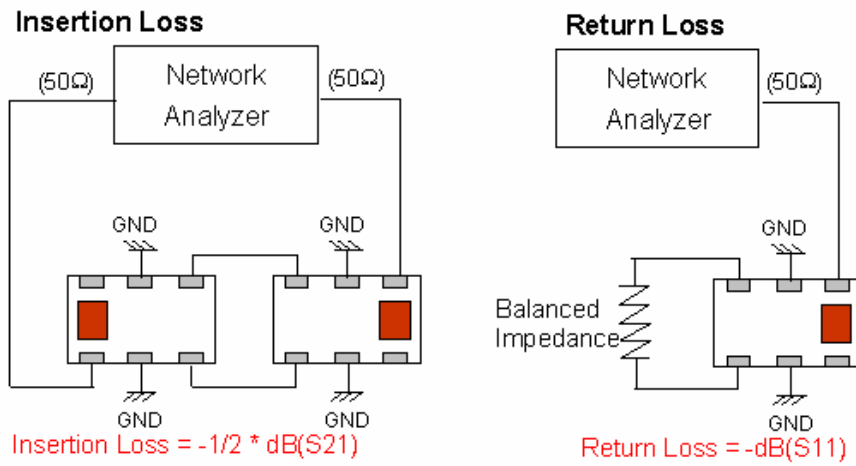 Insertion Loss
(50Ω)
Network
Analyzer
(50Ω)
GND
GND
GND
GND
Insertion Loss = -1/2 * dB(S21)
Return Loss
Network
Analyzer
(50Ω)
GND
Balanced
Impedance
GND
Return Loss = -dB(S11)